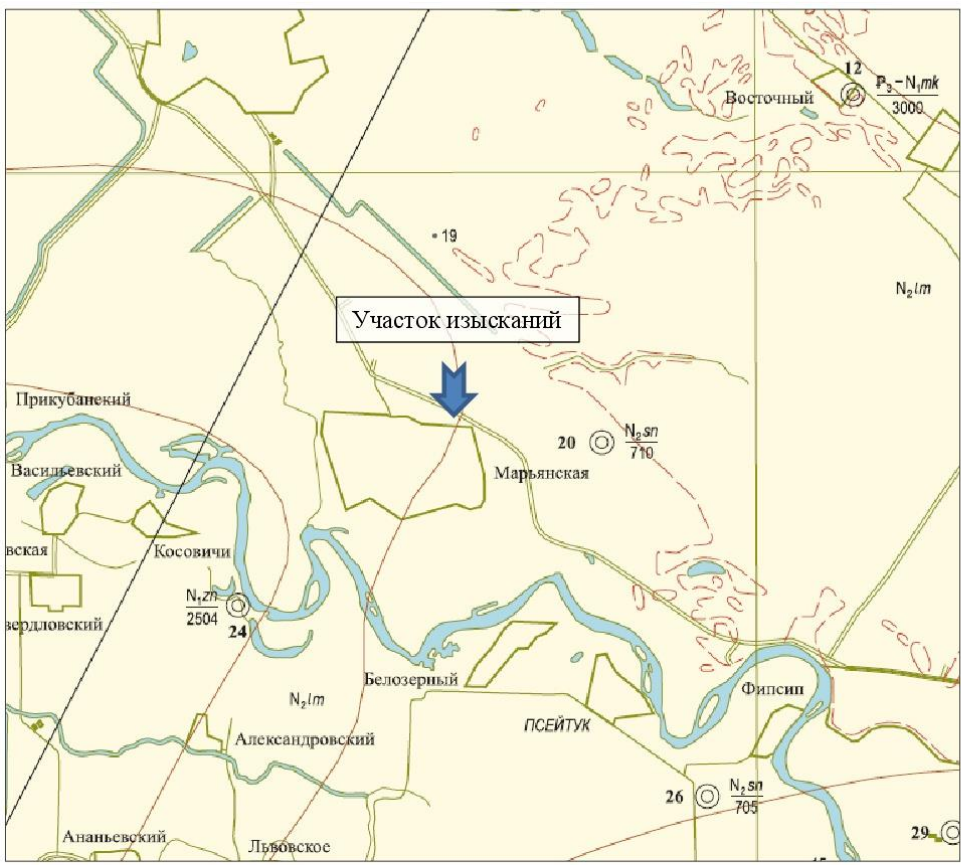 12
Восточный
P₃–N₁mk
3000
19
N₂lm
Участок изысканий
Прикубанский
20
N₂sn
710
Васильевский
Марьянская
вская
Косовичи
N₁zn
2504
24
вердловский
Белозерный
Фипсип
N₂lm
ПСЕЙТУК
Александровский
26
N₂sn
705
29
Ананьевский
Львовское